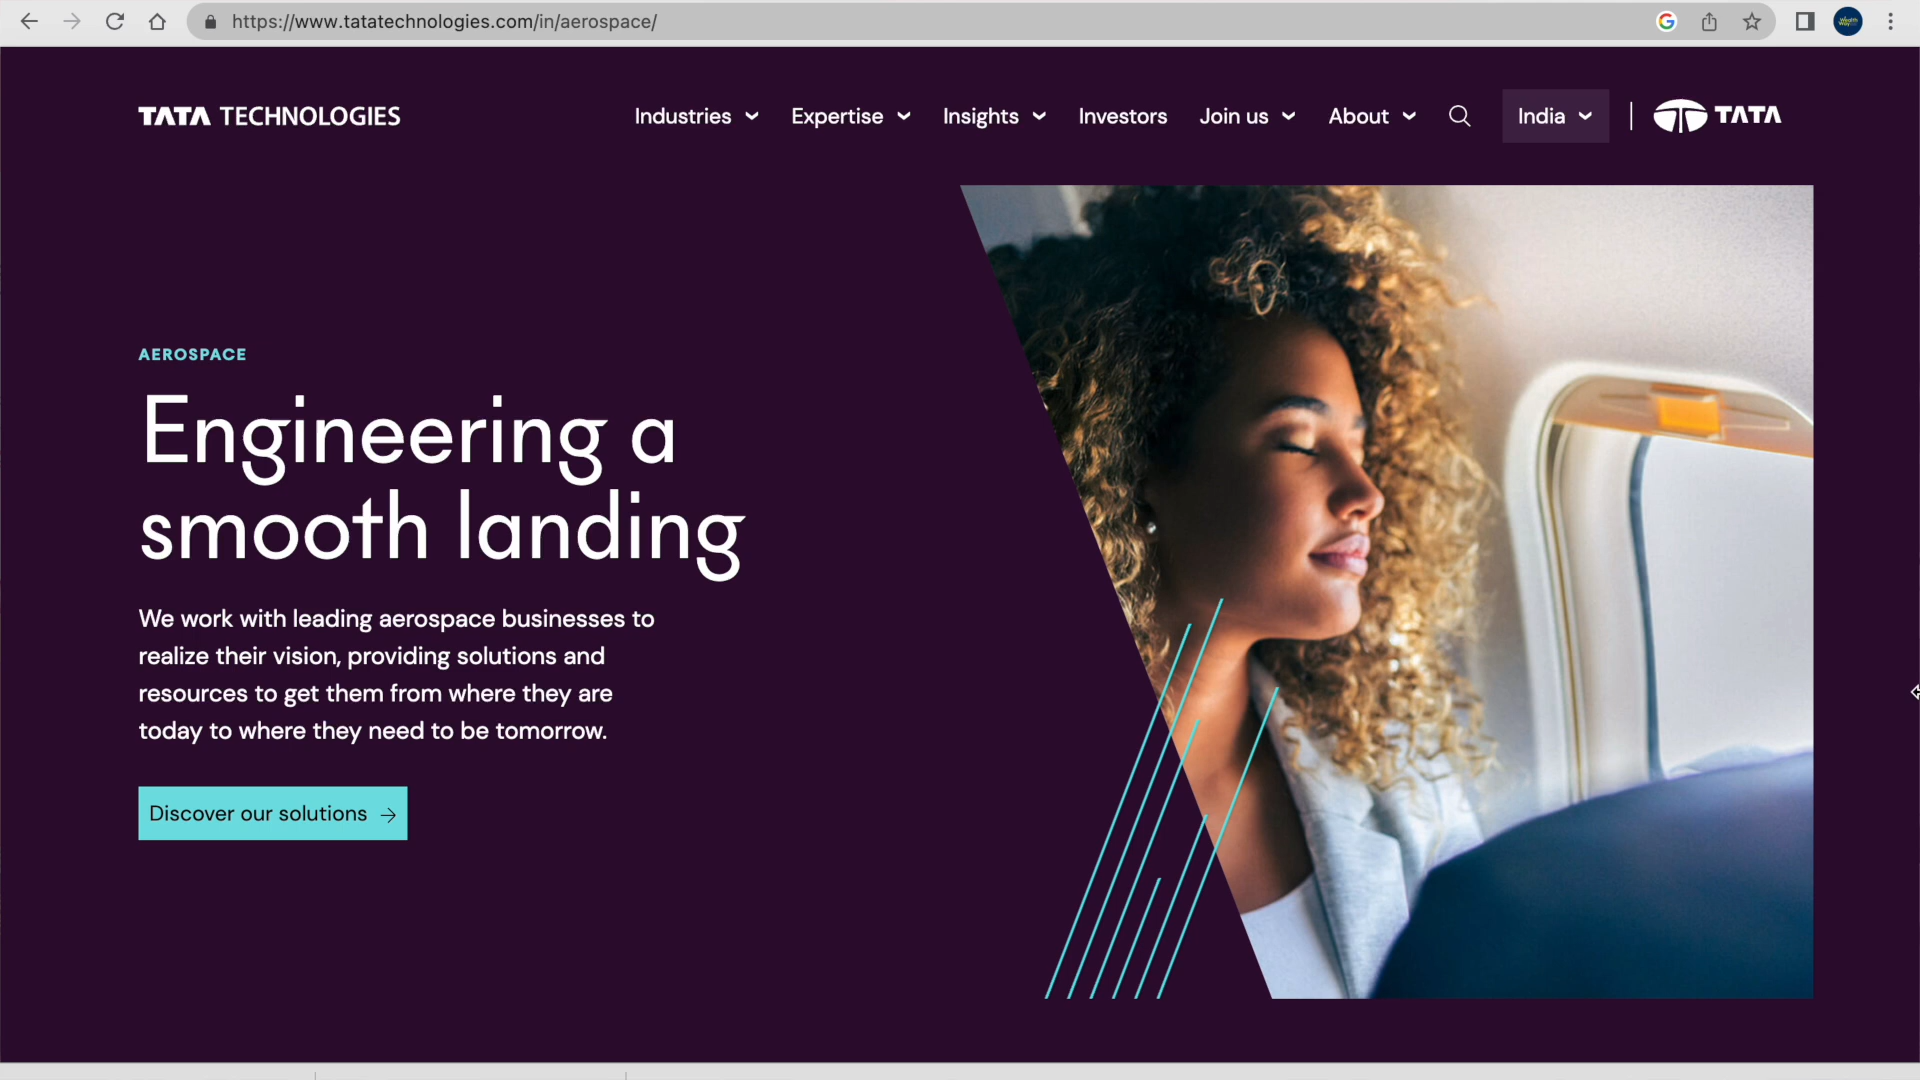 https://www.tatatechnologies.com/in/aerospace/
TATA TECHNOLOGIES
Industries
Expertise
Insights
Investors
Join us
About
India
TATA
AEROSPACE
Engineering a
smooth landing
We work with leading aerospace businesses to
realize their vision, providing solutions and
resources to get them from where they are
today to where they need to be tomorrow.
Discover our solutions →